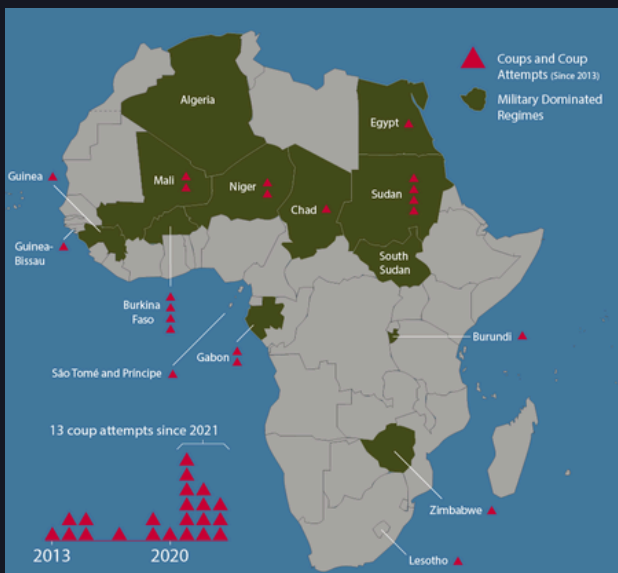 Coups and Coup
Attempts (Since 2013)
Military Dominated
Regimes
Algeria
Egypt
Guinea
Mali
Niger
Chad
Sudan
Guinea-
Bissau
South
Sudan
Burkina
Faso
Burundi
Gabon
São Tomé and Príncipe
13 coup attempts since 2021
Zimbabwe
2013
2020
Lesotho